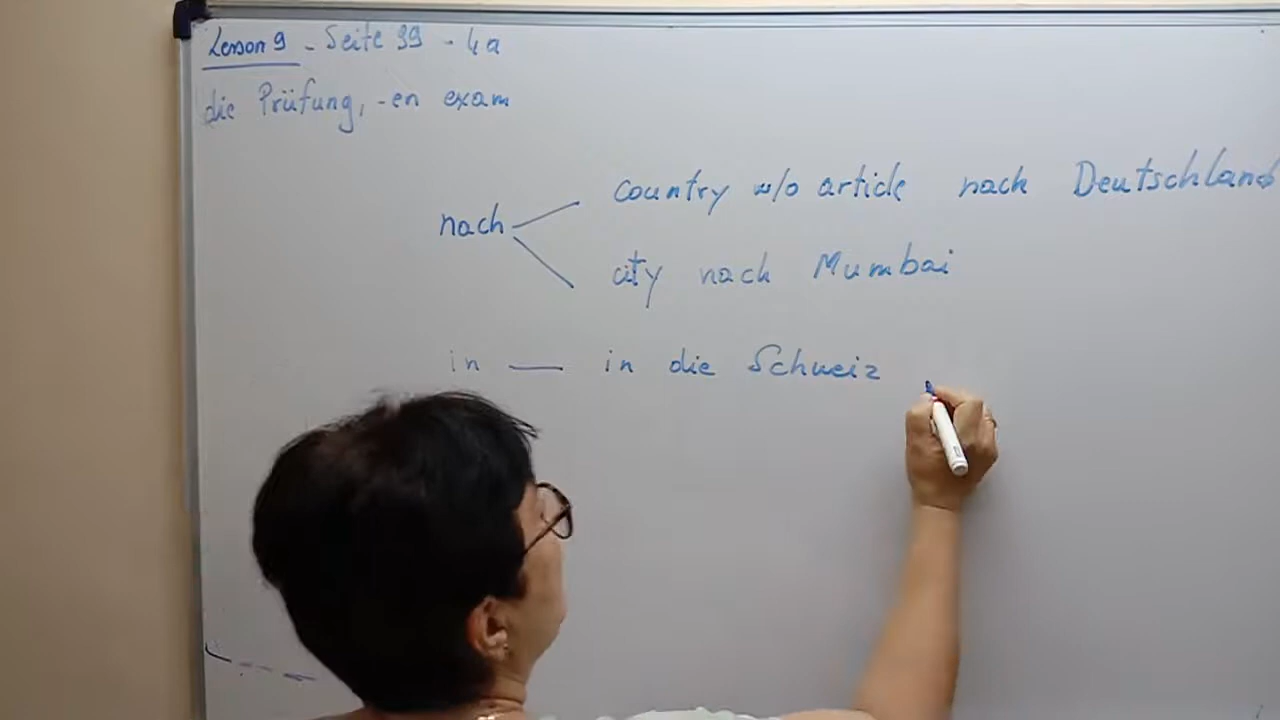 Lesson 9 - Seite 99 - 4a
die Prüfung, -en exam
country w/o article nach Deutschland
nach
city nach Mumbai
in — in die Schweiz